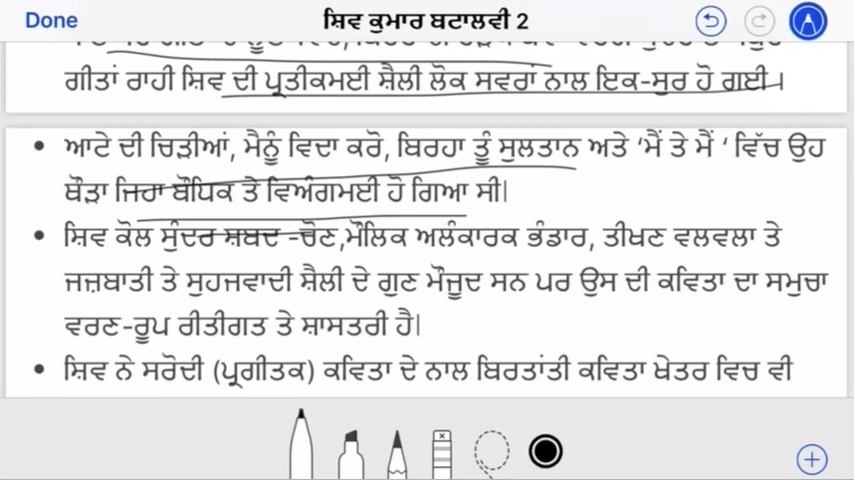 Done
ਸ਼ਿਵ ਕੁਮਾਰ ਬਟਾਲਵੀ 2
ਗੀਤਾਂ ਰਾਹੀ ਸ਼ਿਵ ਦੀ ਪ੍ਰਤੀਕਮਈ ਸ਼ੈਲੀ ਲੋਕ ਸਵਰਾਂ ਨਾਲ ਇਕ-ਸੁਰ ਹੋ ਗਈ ।
• ਆਟੇ ਦੀ ਚਿੜੀਆਂ, ਮੈਨੂੰ ਵਿਦਾ ਕਰੋ, ਬਿਰਹਾ ਤੂੰ ਸੁਲਤਾਨ ਅਤੇ ‘ਮੈਂ ਤੇ ਮੈਂ ‘ ਵਿੱਚ ਉਹ
ਥੌੜਾ ਜਿਹਾ ਬੌਧਿਕ ਤੇ ਵਿਅੰਗਮਈ ਹੋ ਗਿਆ ਸੀ|
• ਸ਼ਿਵ ਕੋਲ ਸੁੰਦਰ ਸ਼ਬਦ -ਚੋਣ,ਮੌਲਿਕ ਅਲੰਕਾਰਕ ਭੰਡਾਰ, ਤੀਖਣ ਵਲਵਲਾ ਤੇ
ਜਜ਼ਬਾਤੀ ਤੇ ਸੁਹਜਵਾਦੀ ਸ਼ੈਲੀ ਦੇ ਗੁਣ ਮੌਜੂਦ ਸਨ ਪਰ ਉਸ ਦੀ ਕਵਿਤਾ ਦਾ ਸਮੁਚਾ
ਵਰਣ-ਰੂਪ ਰੀਤੀਗਤ ਤੇ ਸ਼ਾਸਤਰੀ ਹੈ|
• ਸ਼ਿਵ ਨੇ ਸਰੋਦੀ (ਪ੍ਰਗੀਤਕ) ਕਵਿਤਾ ਦੇ ਨਾਲ ਬਿਰਤਾਂਤੀ ਕਵਿਤਾ ਖੇਤਰ ਵਿਚ ਵੀ